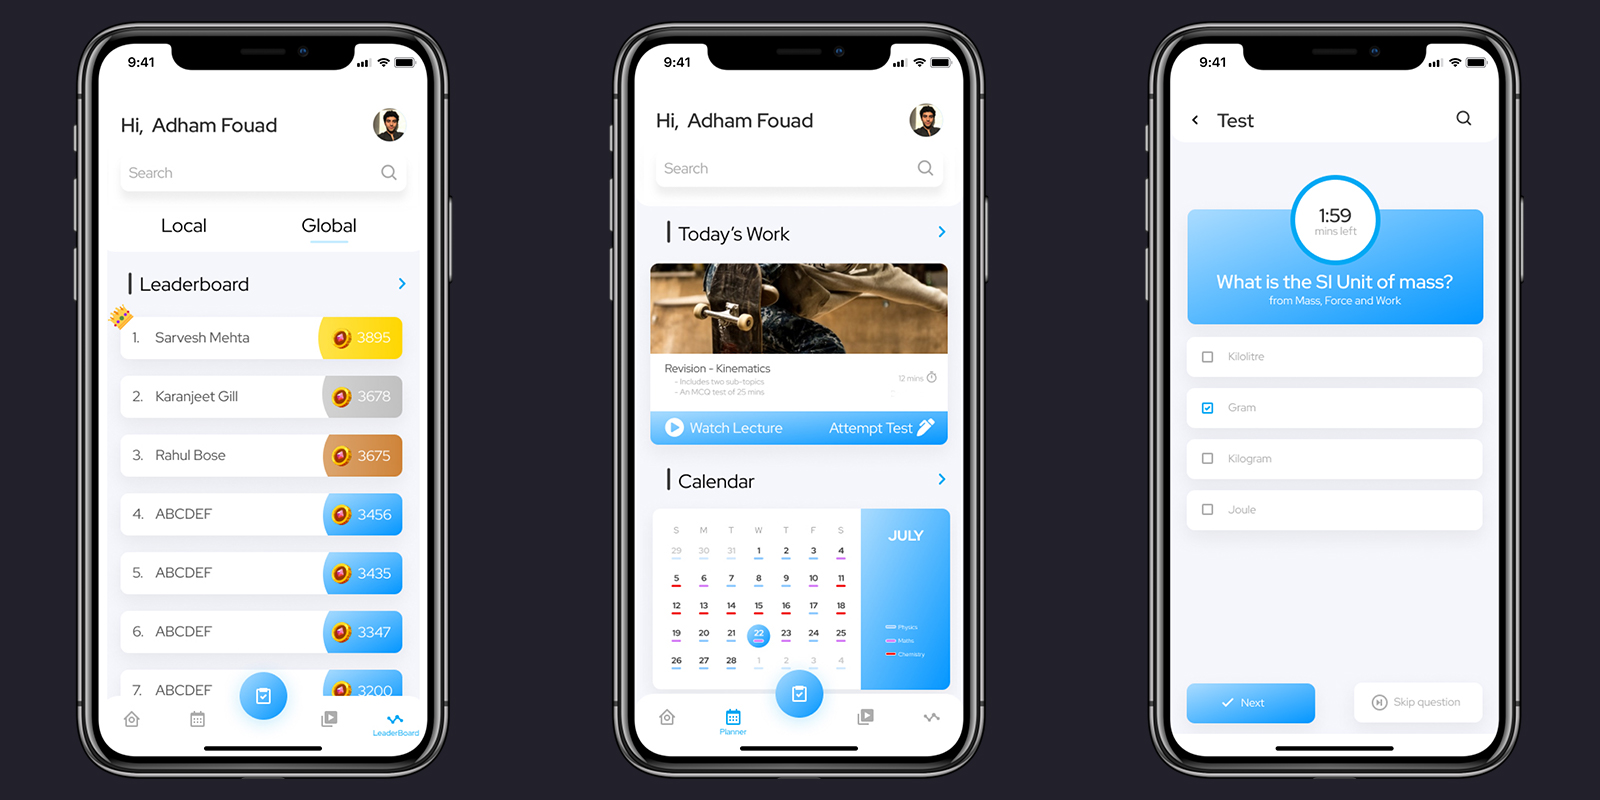 9:41
Hi, Adham Fouad
Search
Local Global
Leaderboard
1. Sarvesh Mehta 3895
2. Karanjeet Gill 3678
3. Rahul Bose 3675
4. ABCDEF 3456
5. ABCDEF 3435
6. ABCDEF 3347
7. ABCDEF 3200
LeaderBoard
9:41
Hi, Adham Fouad
Search
Today's Work
Revision - Kinematics
- Includes two sub-topics
- An MCQ test of 25 mins
12 mins
Watch Lecture Attempt Test
Calendar
JULY
S M T W T F S
29 30 31 1 2 3 4
5 6 7 8 9 10 11
12 13 14 15 16 17 18
19 20 21 22 23 24 25
26 27 28 1 2 3 4
Physics
Maths
Chemistry
Planner
9:41
Test
1:59
mins left
What is the SI Unit of mass?
from Mass, Force and Work
Kilolitre
Gram
Kilogram
Joule
Next Skip question